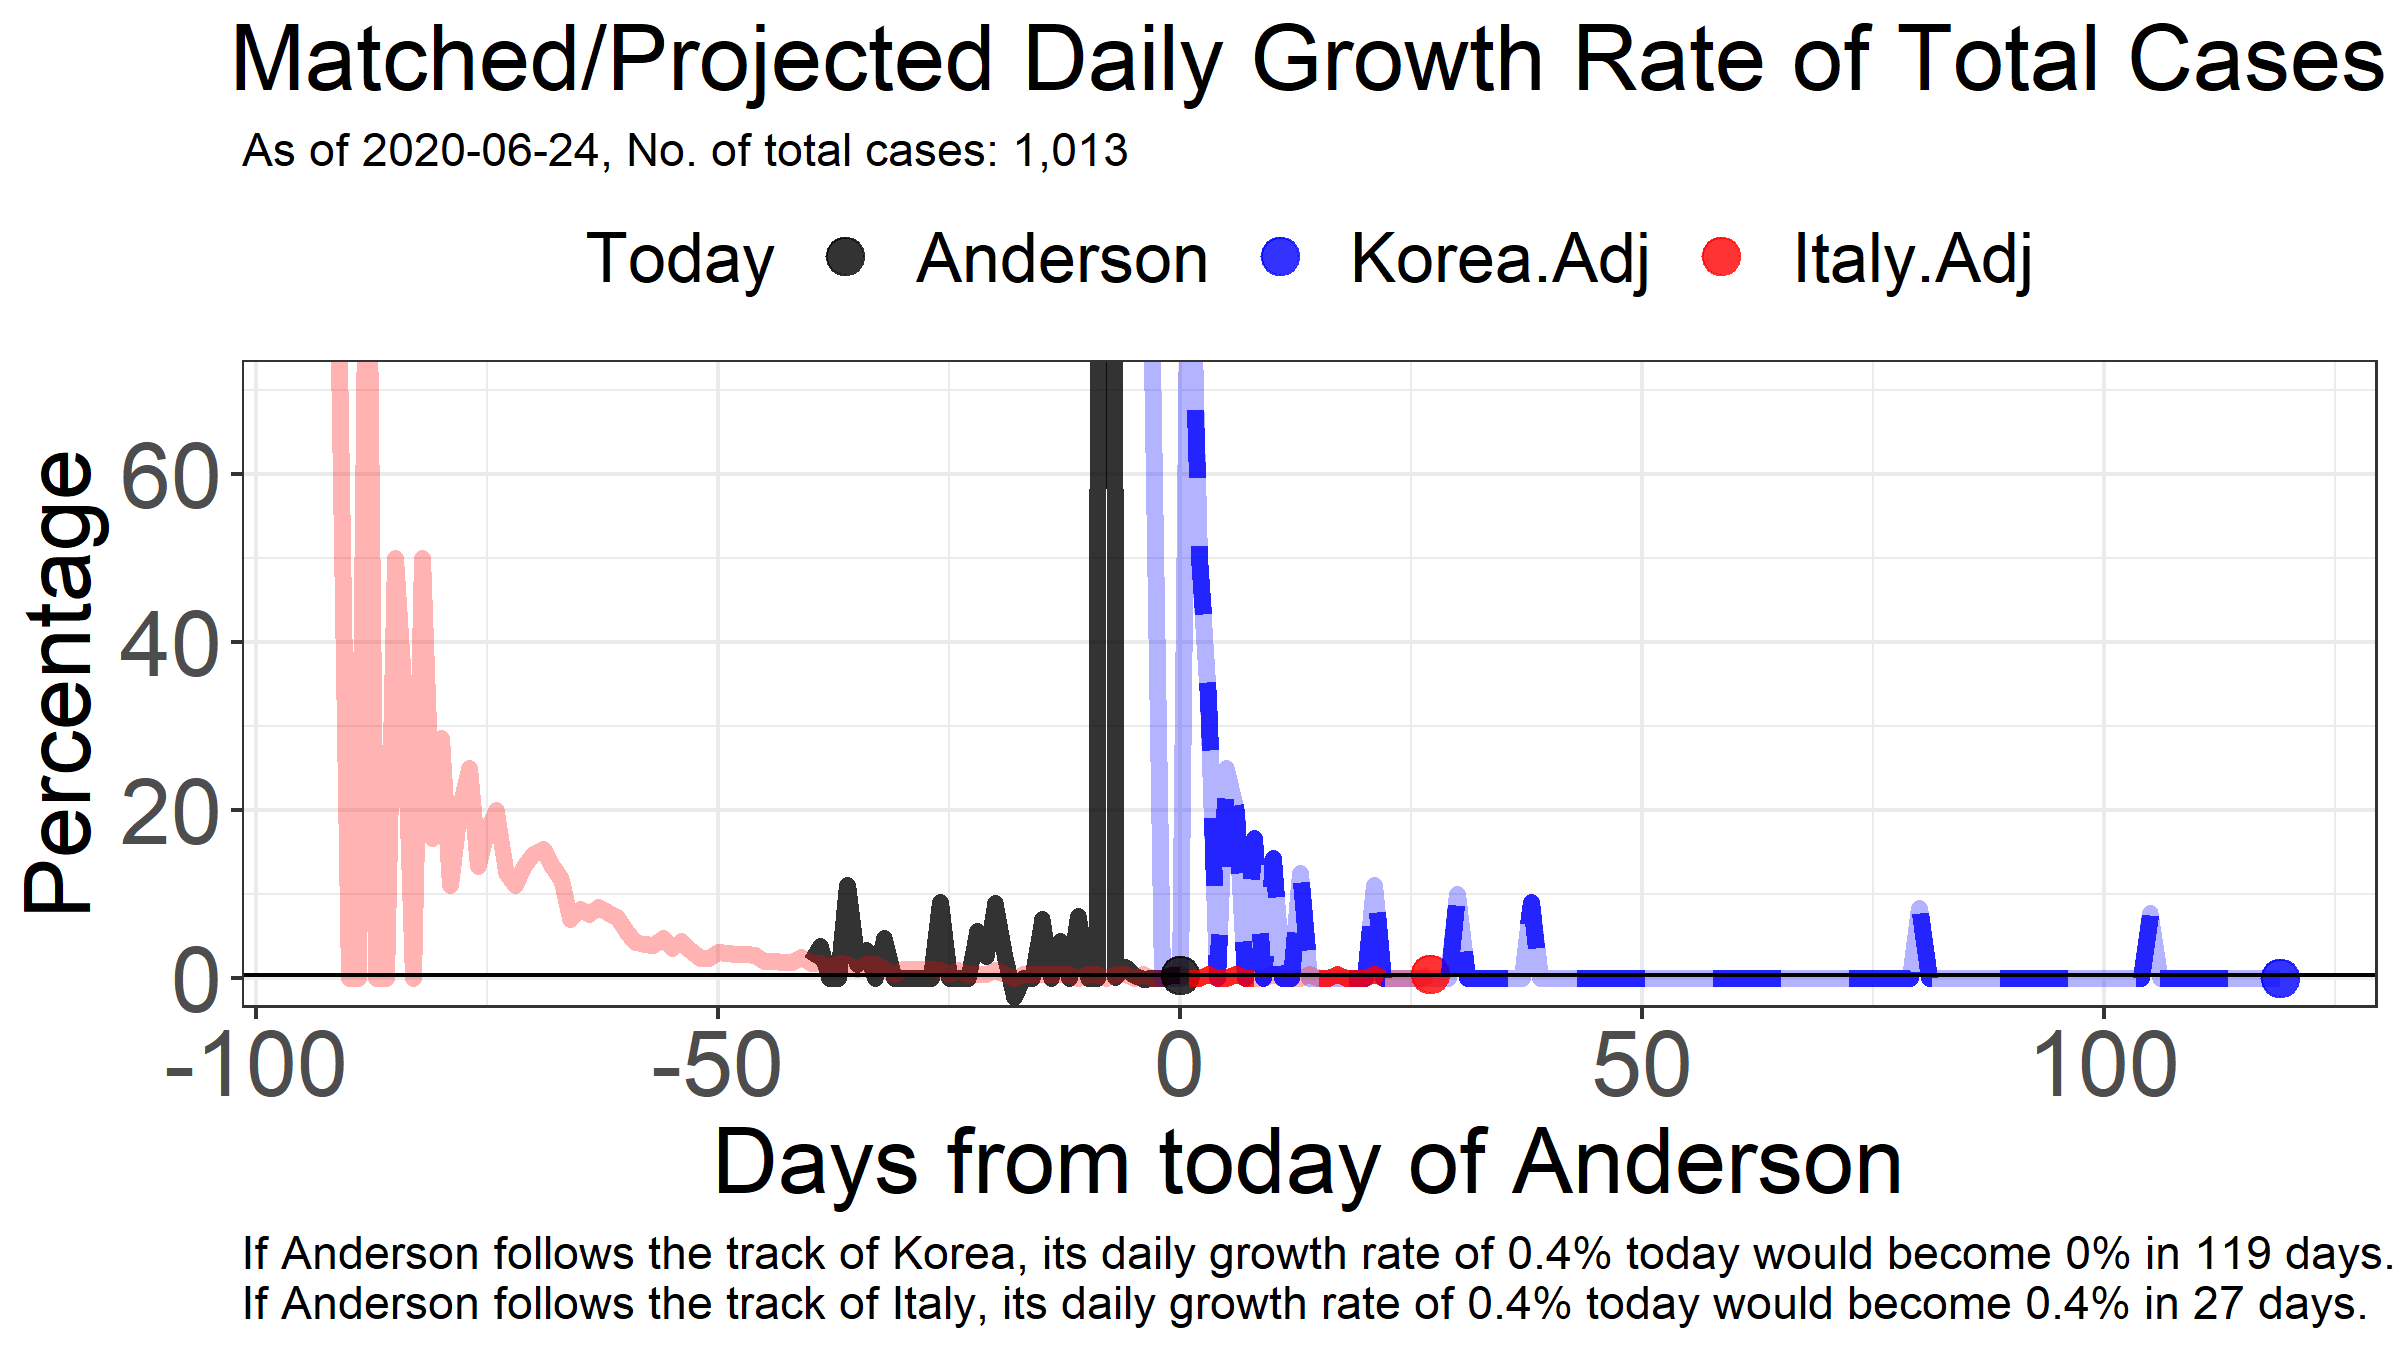 Matched/Projected Daily Growth Rate of Total Cases
As of 2020-06-24, No. of total cases: 1,013
Today Anderson Korea.Adj Italy.Adj
Percentage
60
40
20
0
-100 -50 0 50 100
Days from today of Anderson
If Anderson follows the track of Korea, its daily growth rate of 0.4% today would become 0% in 119 days.
If Anderson follows the track of Italy, its daily growth rate of 0.4% today would become 0.4% in 27 days.